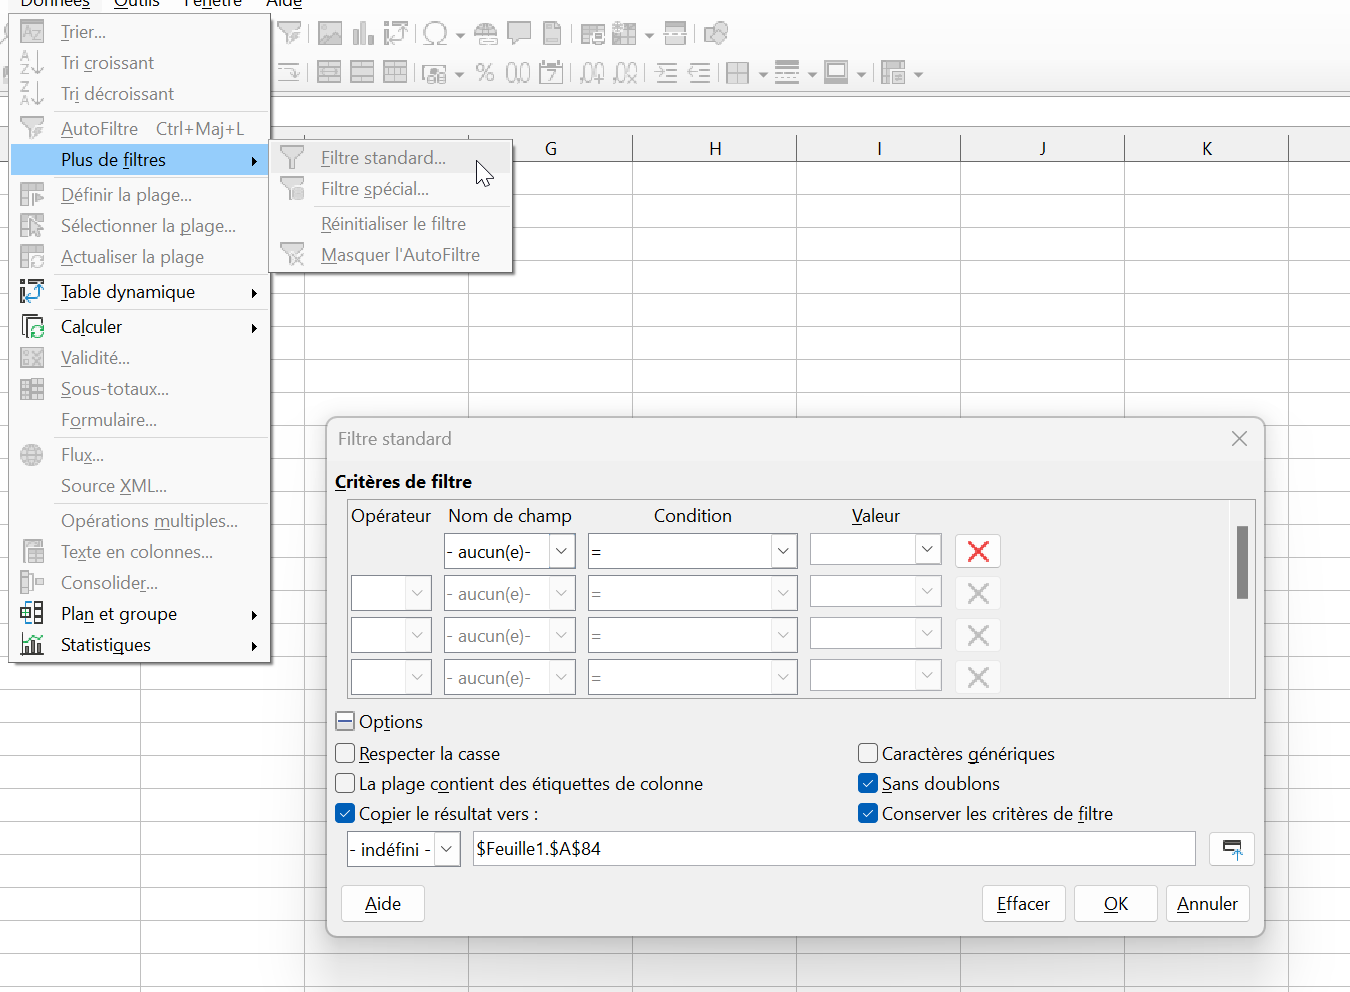 Données Outils Fenêtre Aide
Trier...
Tri croissant
Tri décroissant
AutoFiltre Ctrl+Maj+L
Plus de filtres
Définir la plage...
Sélectionner la plage...
Actualiser la plage
Table dynamique
Calculer
Validité...
Sous-totaux...
Formulaire...
Flux...
Source XML...
Opérations multiples...
Texte en colonnes...
Consolider...
Plan et groupe
Statistiques
Filtre standard...
Filtre spécial...
Réinitialiser le filtre
Masquer l'AutoFiltre
G H I J K
Filtre standard
Critères de filtre
Opérateur Nom de champ Condition Valeur
- aucun(e)- =
- aucun(e)- =
- aucun(e)- =
- aucun(e)- =
Options
Respecter la casse Caractères génériques
La plage contient des étiquettes de colonne Sans doublons
Copier le résultat vers : Conserver les critères de filtre
- indéfini - $Feuille1.$A$84
Aide Effacer OK Annuler